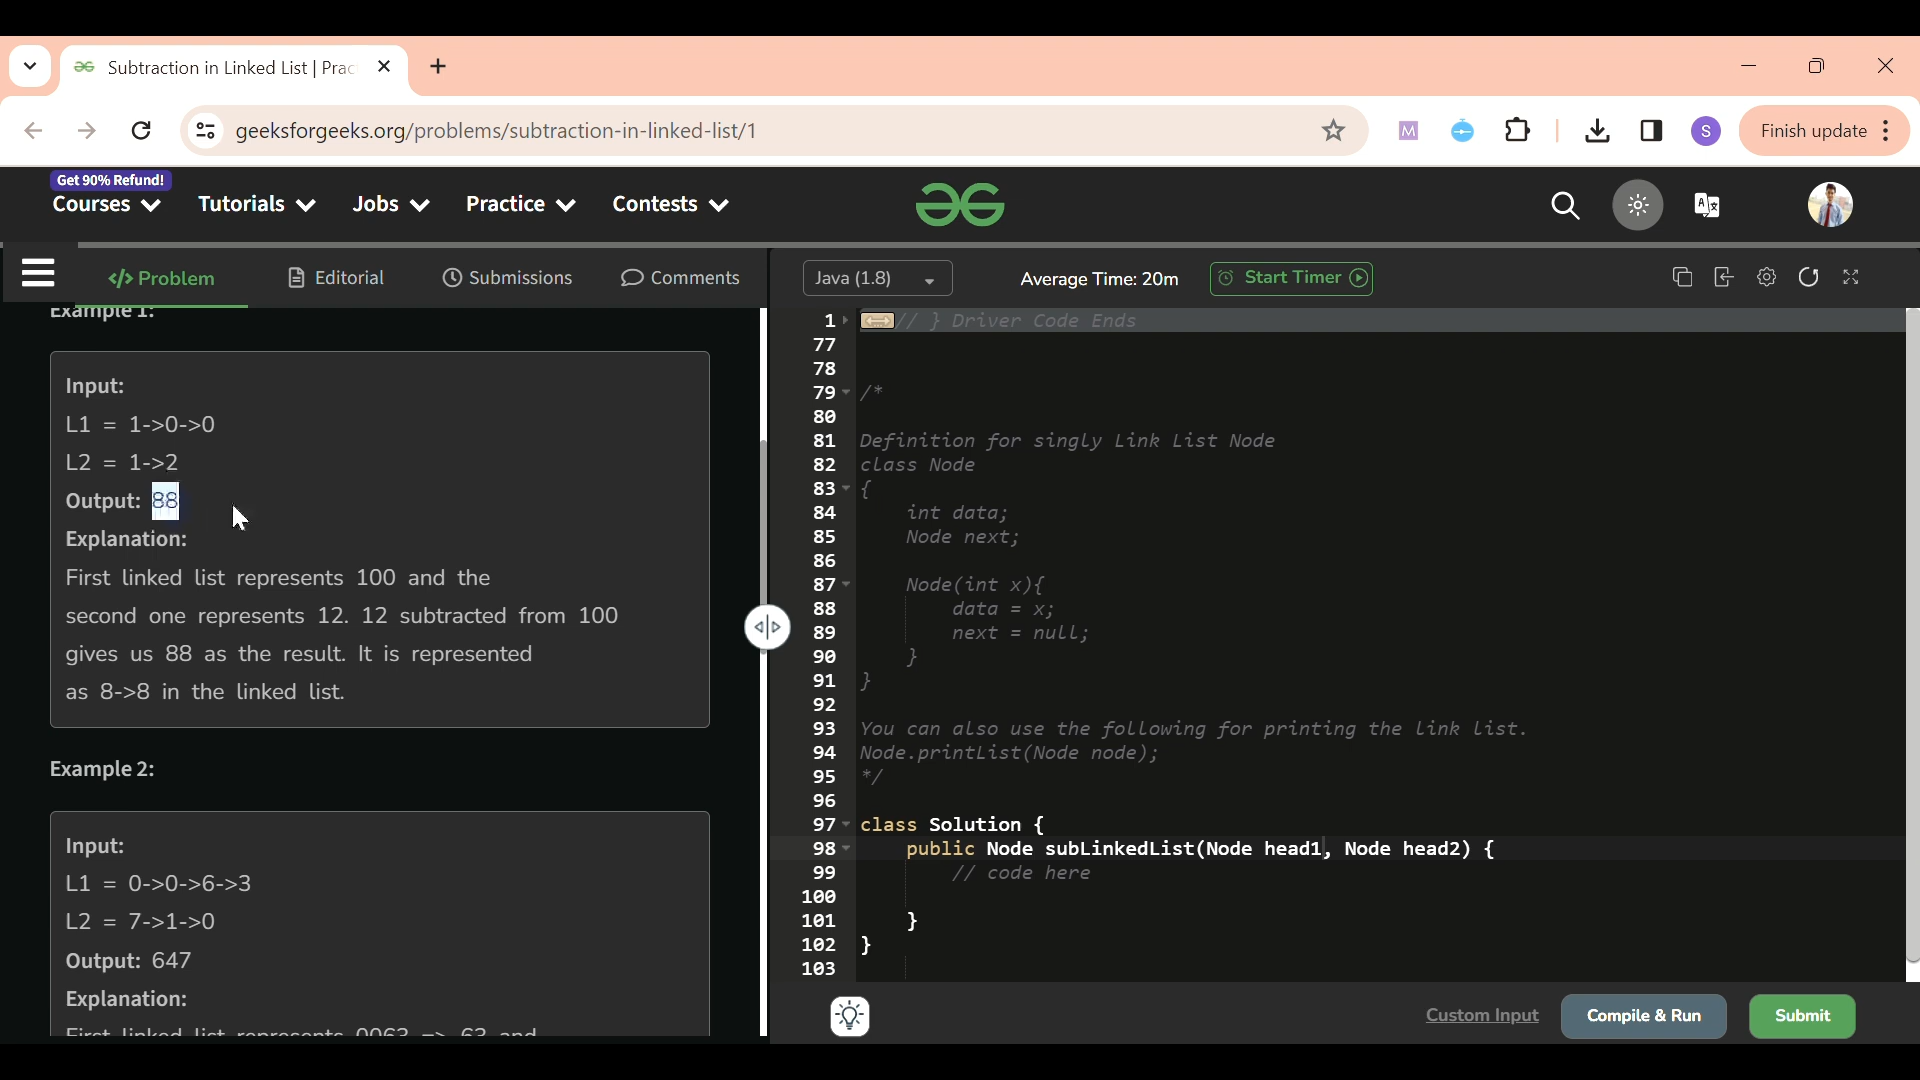 Subtraction in Linked List | Prac
geeksforgeeks.org/problems/subtraction-in-linked-list/1
M
S
Finish update
Get 90% Refund!
Courses
Tutorials
Jobs
Practice
Contests
Problem
Editorial
Submissions
Comments
Example 1:
Input:
L1 = 1->0->0
L2 = 1->2
Output: 88
Explanation:
First linked list represents 100 and the
second one represents 12. 12 subtracted from 100
gives us 88 as the result. It is represented
as 8->8 in the linked list.
Example 2:
Input:
L1 = 0->0->6->3
L2 = 7->1->0
Output: 647
Explanation:
First linked list represents 0063 => 63 and
Java (1.8)
Average Time: 20m
Start Timer
1 // } Driver Code Ends
77
78
79 /*
80
81 Definition for singly Link List Node
82 class Node
83 {
84 int data;
85 Node next;
86
87 Node(int x){
88 data = x;
89 next = null;
90 }
91 }
92
93 You can also use the following for printing the link list.
94 Node.printList(Node node);
95 */
96
97 class Solution {
98 public Node subLinkedList(Node head1, Node head2) {
99 // code here
100
101 }
102 }
103
Custom Input
Compile & Run
Submit